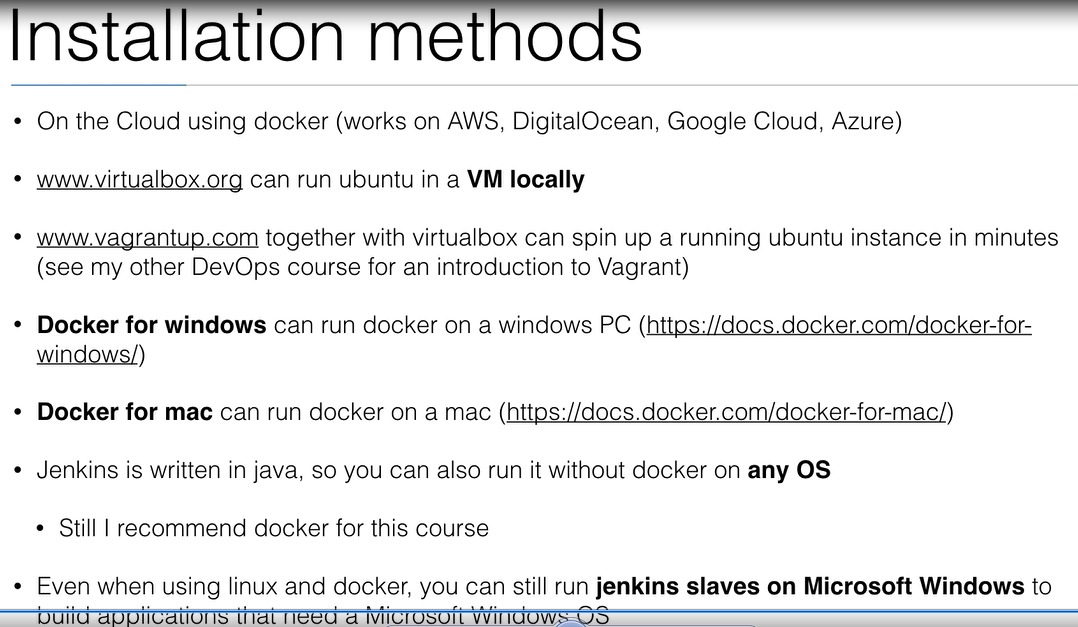 Installation methods
• On the Cloud using docker (works on AWS, DigitalOcean, Google Cloud, Azure)
• www.virtualbox.org can run ubuntu in a VM locally
• www.vagrantup.com together with virtualbox can spin up a running ubuntu instance in minutes
(see my other DevOps course for an introduction to Vagrant)
• Docker for windows can run docker on a windows PC (https://docs.docker.com/docker-for-
windows/)
• Docker for mac can run docker on a mac (https://docs.docker.com/docker-for-mac/)
• Jenkins is written in java, so you can also run it without docker on any OS
• Still I recommend docker for this course
• Even when using linux and docker, you can still run jenkins slaves on Microsoft Windows to
build applications that need a Microsoft Windows OS